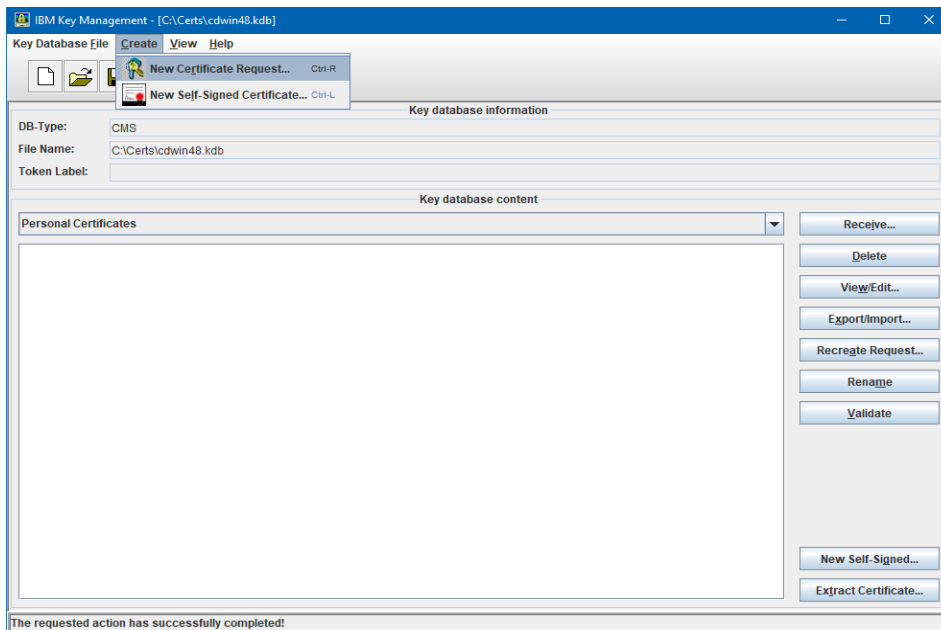 IBM Key Management - [C:\Certs\cdwin48.kdb]
Key Database File Create View Help
New Certificate Request... Ctrl-R
New Self-Signed Certificate... Ctrl-L
Key database information
DB-Type: CMS
File Name: C:\Certs\cdwin48.kdb
Token Label:
Key database content
Personal Certificates
Receive...
Delete
View/Edit...
Export/Import...
Recreate Request...
Rename
Validate
New Self-Signed...
Extract Certificate...
The requested action has successfully completed!